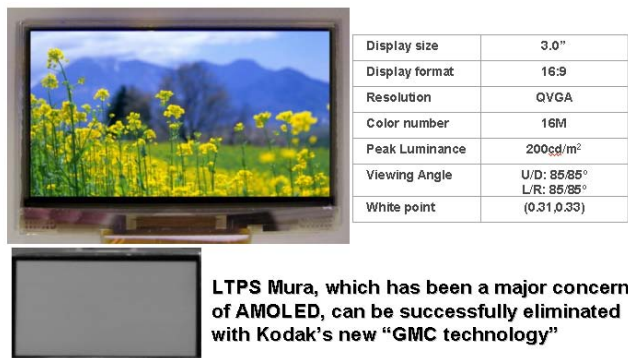 Display size 3.0”
Display format 16:9
Resolution QVGA
Color number 16M
Peak Luminance 200cd/m²
Viewing Angle U/D: 85/85°
L/R: 85/85°
White point (0.31,0.33)
LTPS Mura, which has been a major concern
of AMOLED, can be successfully eliminated
with Kodak’s new “GMC technology”